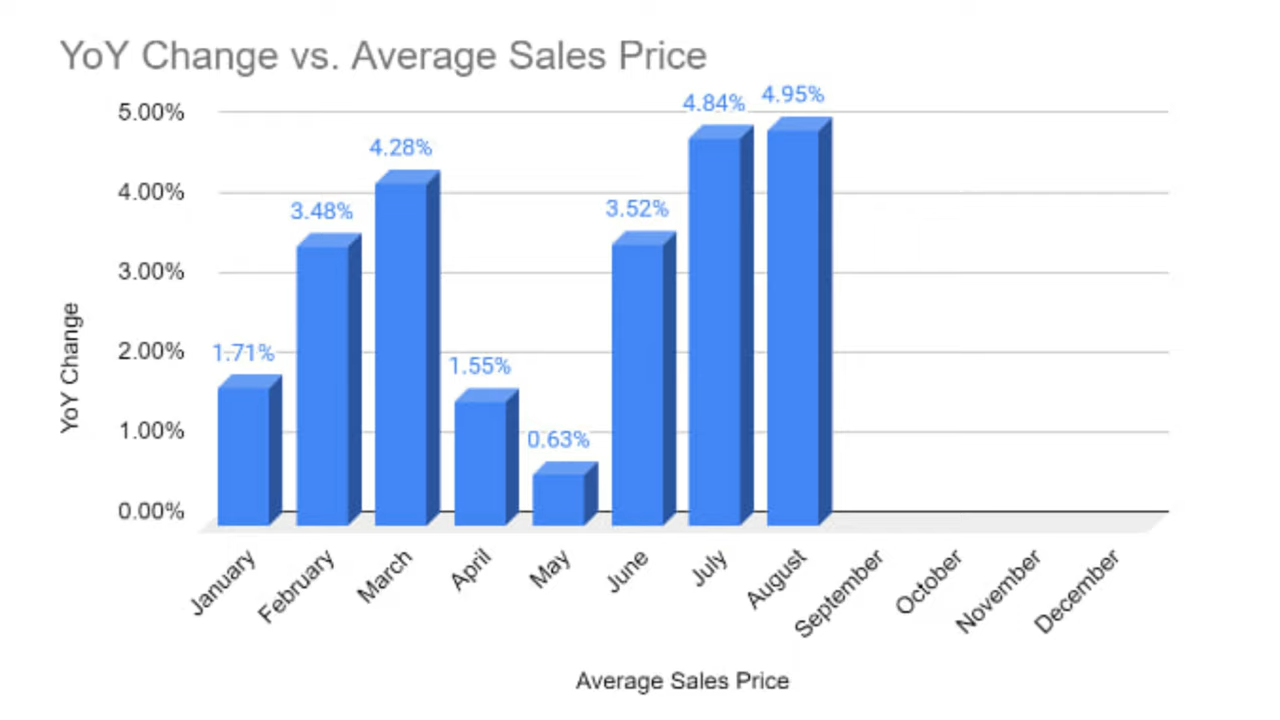 YoY Change vs. Average Sales Price
5.00%
4.00%
3.00%
2.00%
1.00%
0.00%
YoY Change
1.71%
3.48%
4.28%
1.55%
0.63%
3.52%
4.84%
4.95%
January
February
March
April
May
June
July
August
September
October
November
December
Average Sales Price